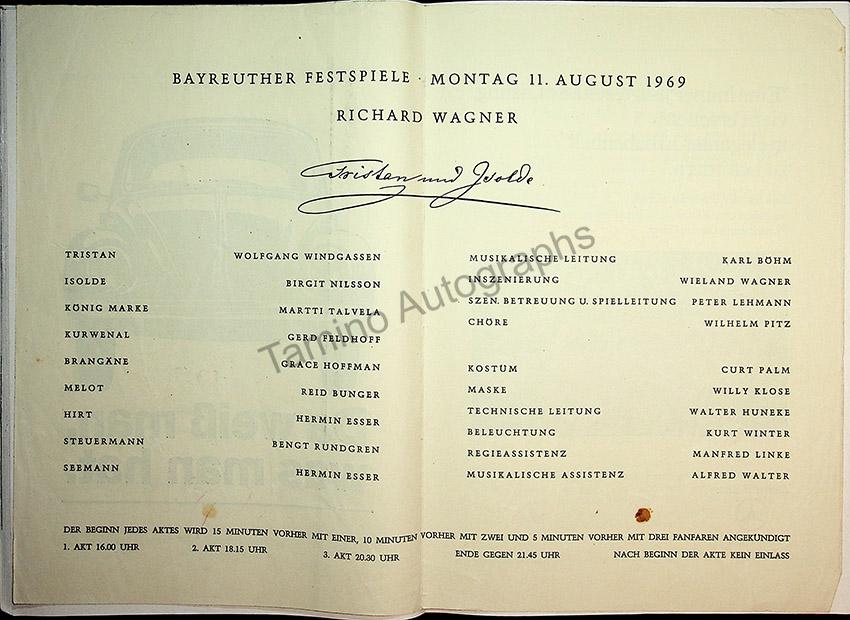 BAYREUTHER FESTSPIELE · MONTAG 11. AUGUST 1969
RICHARD WAGNER
Tristan und Isolde
TRISTAN WOLFGANG WINDGASSEN
ISOLDE BIRGIT NILSSON
KÖNIG MARKE MARTTI TALVELA
KURWENAL GERD FELDHOFF
BRANGÄNE GRACE HOFFMAN
MELOT REID BUNGER
HIRT HERMIN ESSER
STEUERMANN BENGT RUNDGREN
SEEMANN HERMIN ESSER
MUSIKALISCHE LEITUNG KARL BÖHM
INSZENIERUNG WIELAND WAGNER
SZEN. BETREUUNG U. SPIELLEITUNG PETER LEHMANN
CHÖRE WILHELM PITZ
KOSTÜM CURT PALM
MASKE WILLY KLOSE
TECHNISCHE LEITUNG WALTER HUNEKE
BELEUCHTUNG KURT WINTER
REGIEASSISTENZ MANFRED LINKE
MUSIKALISCHE ASSISTENZ ALFRED WALTER
DER BEGINN JEDES AKTES WIRD 15 MINUTEN VORHER MIT EINER, 10 MINUTEN VORHER MIT ZWEI UND 5 MINUTEN VORHER MIT DREI FANFAREN ANGEKÜNDIGT
1. AKT 16.00 UHR 2. AKT 18.15 UHR 3. AKT 20.30 UHR ENDE GEGEN 21.45 UHR NACH BEGINN DER AKTE KEIN EINLASS
Tamino Autographs